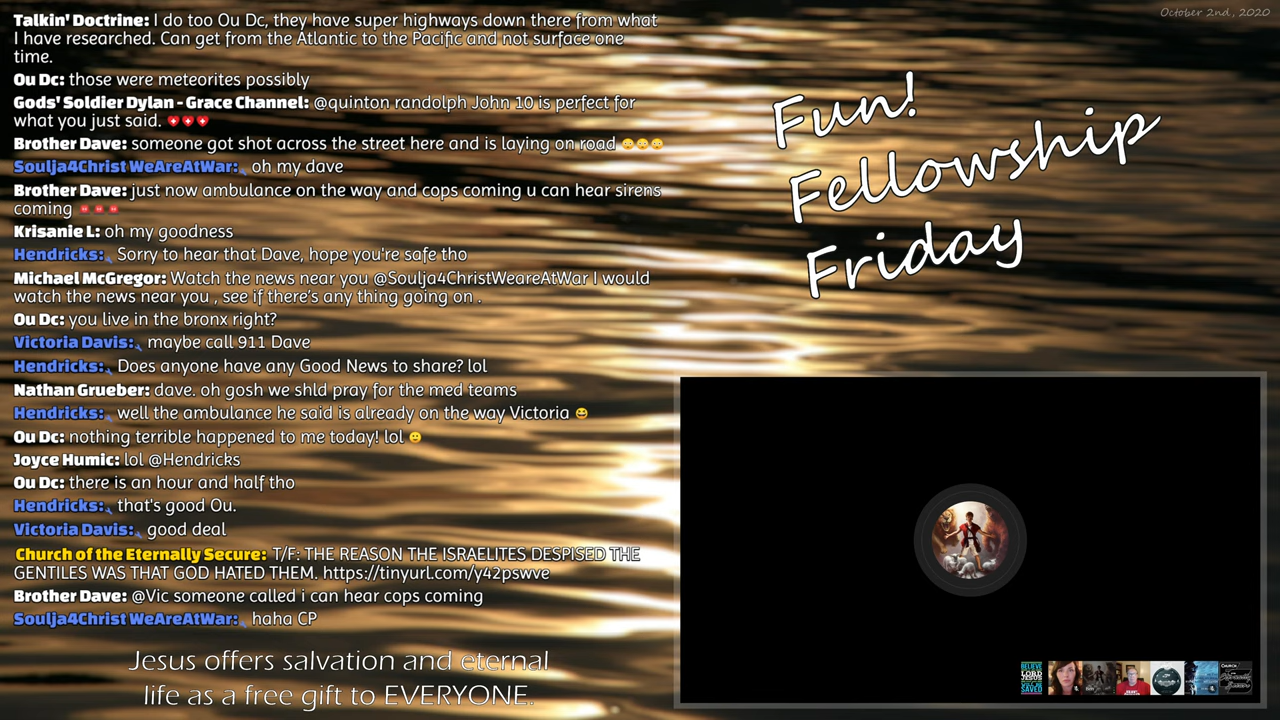 Talkin' Doctrine: I do too Ou Dc, they have super highways down there from what
I have researched. Can get from the Atlantic to the Pacific and not surface one
time.
Ou Dc: those were meteorites possibly
Gods' Soldier Dylan - Grace Channel: @quinton randolph John 10 is perfect for
what you just said.
Brother Dave: someone got shot across the street here and is laying on road
Soulja4Christ WeAreAtWar: oh my dave
Brother Dave: just now ambulance on the way and cops coming u can hear sirens
coming
Krisanie L: oh my goodness
Hendricks: Sorry to hear that Dave, hope you're safe tho
Michael McGregor: Watch the news near you @Soulja4ChristWeareAtWar I would
watch the news near you , see if there's any thing going on .
Ou Dc: you live in the bronx right?
Victoria Davis: maybe call 911 Dave
Hendricks: Does anyone have any Good News to share? lol
Nathan Grueber: dave. oh gosh we shld pray for the med teams
Hendricks: well the ambulance he said is already on the way Victoria
Ou Dc: nothing terrible happened to me today! lol
Joyce Humic: lol @Hendricks
Ou Dc: there is an hour and half tho
Hendricks: that's good Ou.
Victoria Davis: good deal
Church of the Eternally Secure: T/F: THE REASON THE ISRAELITES DESPISED THE
GENTILES WAS THAT GOD HATED THEM. https://tinyurl.com/y42pswve
Brother Dave: @Vic someone called i can hear cops coming
Soulja4Christ WeAreAtWar: haha CP
Jesus offers salvation and eternal
life as a free gift to EVERYONE.
October 2nd, 2020
Fun!
Fellowship
Friday
BELIEVE
LORD
JESUS
SAVED